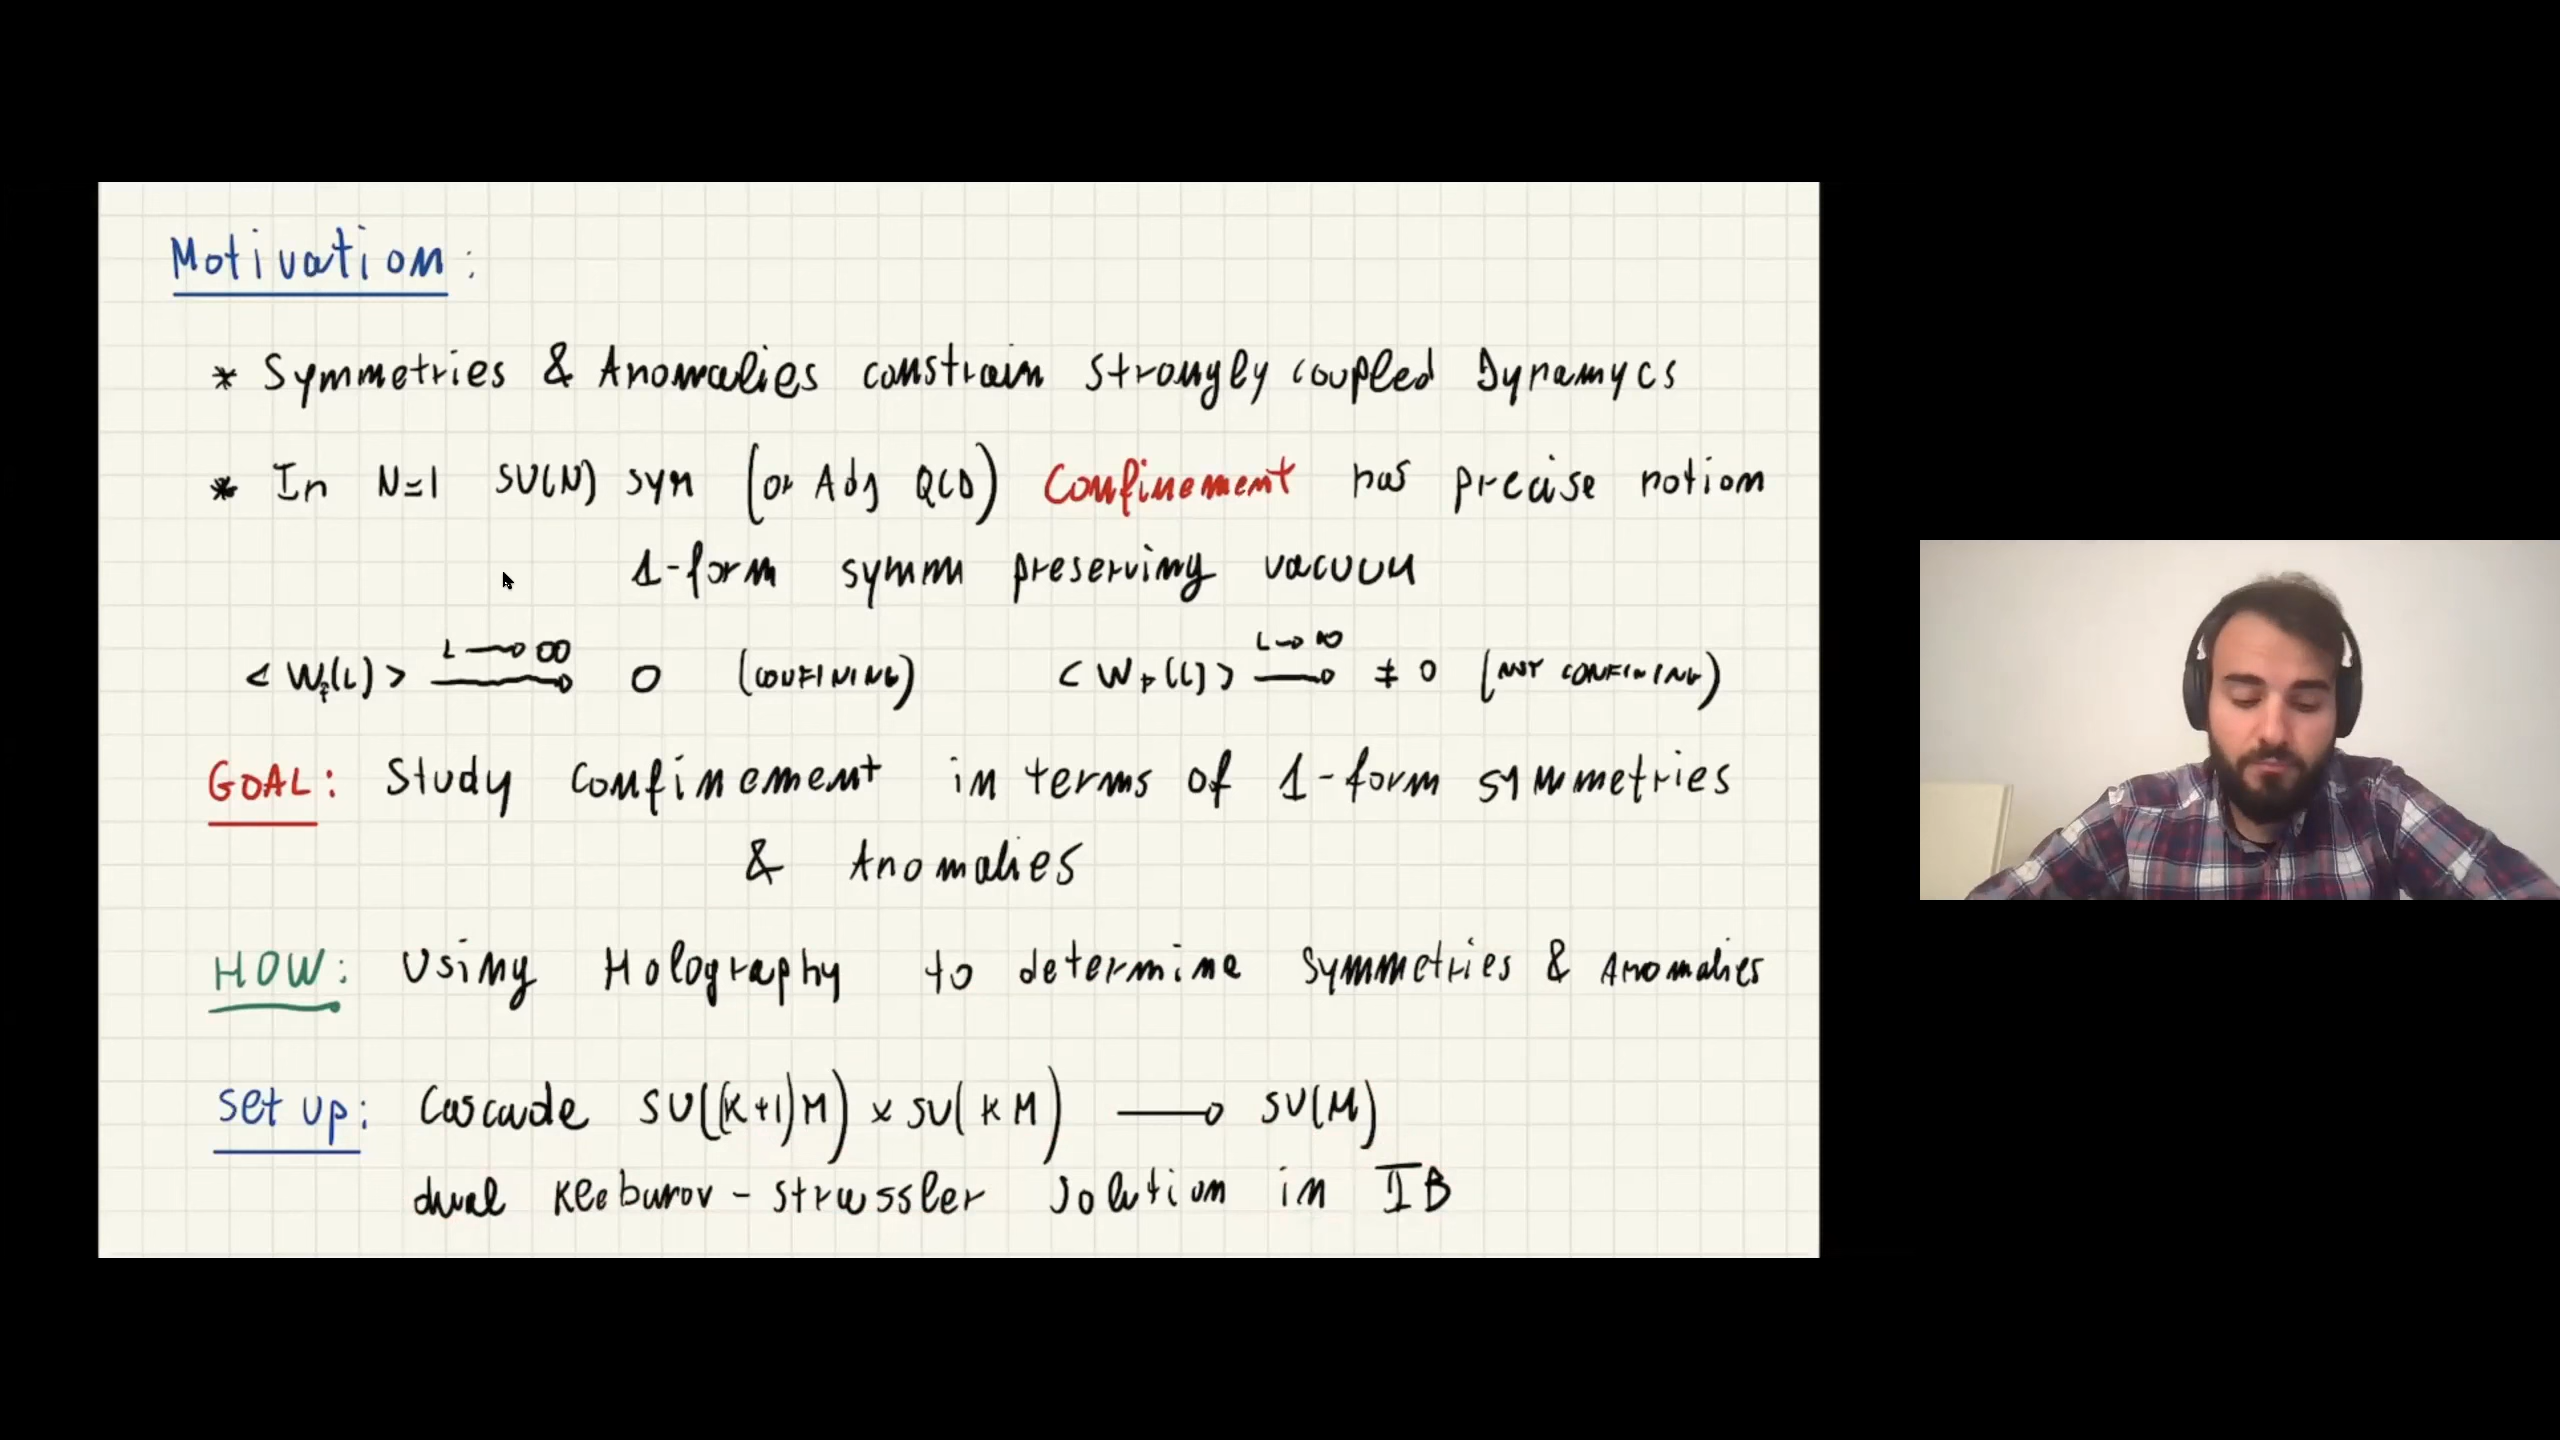 Motivation:
* Symmetries & Anomalies constrain strongly coupled Dynamycs
* In N=1 SU(N) SYM (or Adj QCD) Confinement has precise notion
1-form symm preserving vacuum
< W_F(L) > L→∞ 0 (CONFINING) < W_F(L) > L→∞ ≠ 0 (NOT CONFINING)
GOAL: Study Confinement in terms of 1-form symmetries
& Anomalies
HOW: Using Holography to determine Symmetries & Anomalies
Set up: Cascade SU((K+1)M) x SU(KM) → SU(M)
dual Klebanov-Strassler Solution in IIB